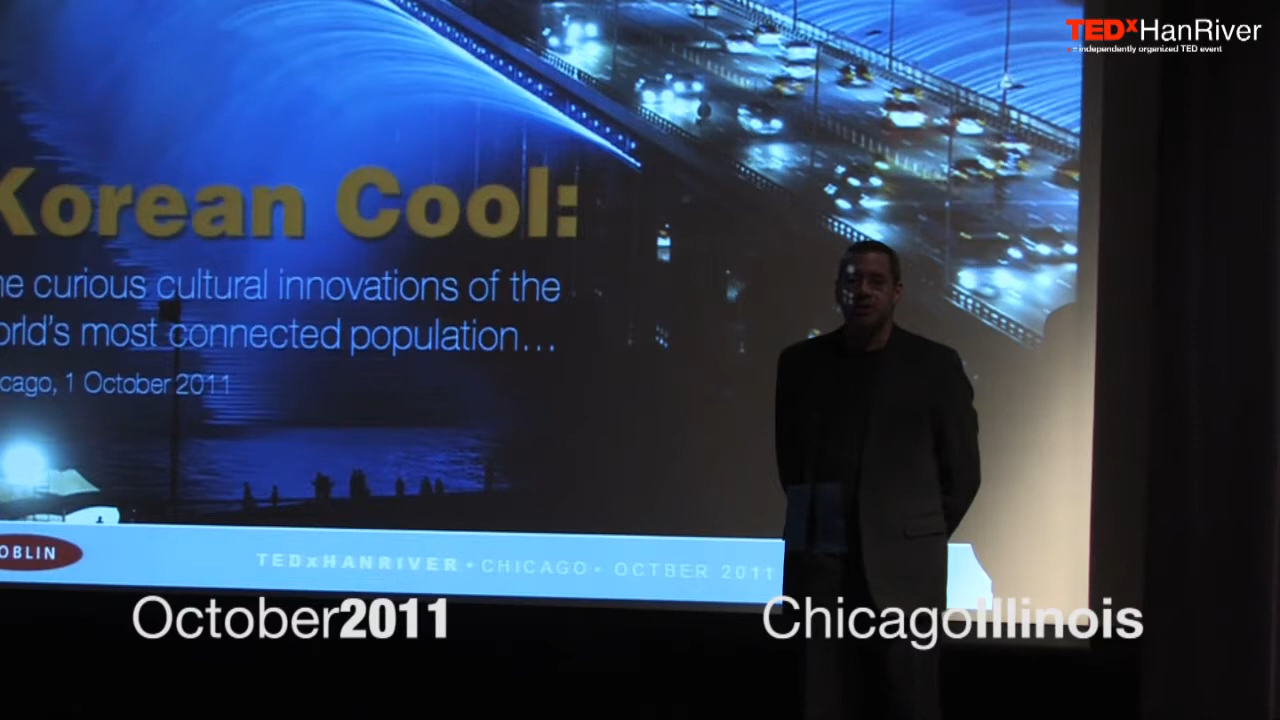 TEDxHanRiver
x = independently organized TED event
Korean Cool:
he curious cultural innovations of the
orld's most connected population...
cago, 1 October 2011
OBLIN
TEDxHANRIVER • CHICAGO • OCTBER 2011
October2011
ChicagoIllinois